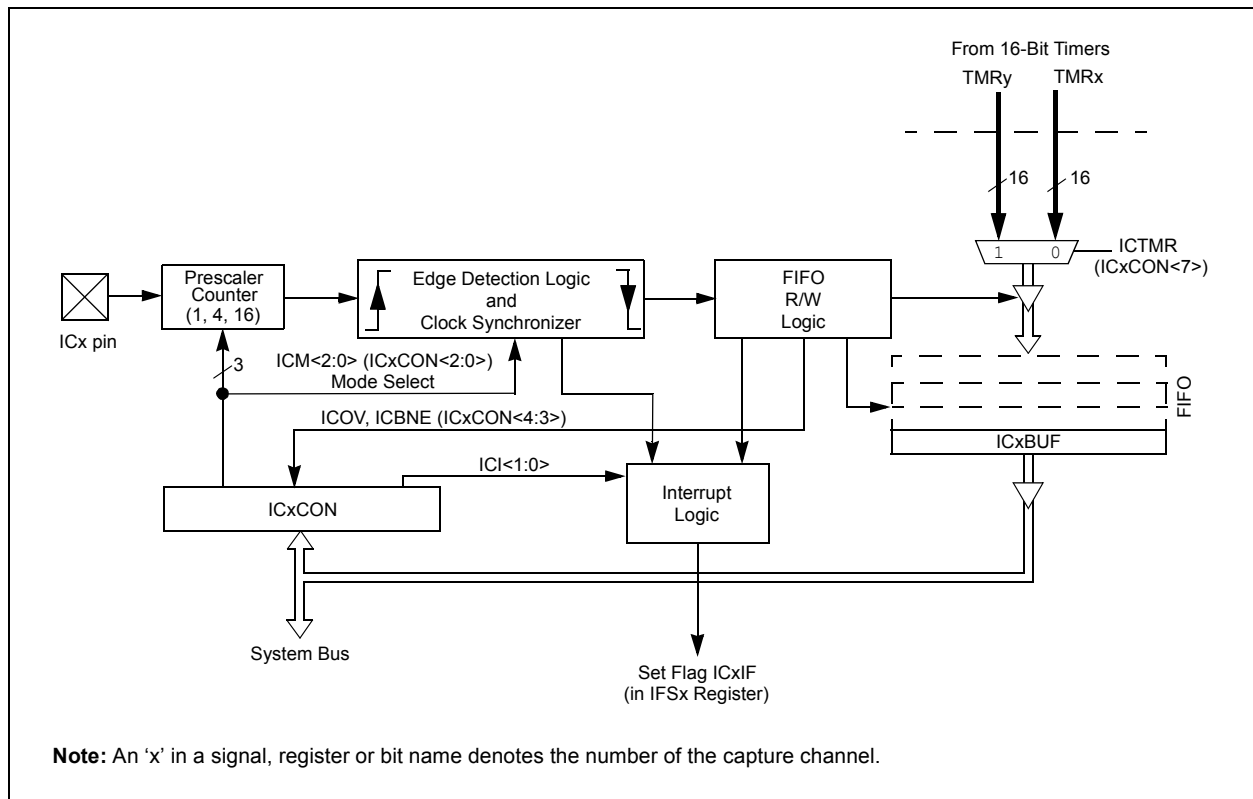 From 16-Bit Timers
TMRy TMRx
16 16
1 0
ICTMR
(ICxCON<7>)
Prescaler
Counter
(1, 4, 16)
Edge Detection Logic
and
Clock Synchronizer
FIFO
R/W
Logic
ICx pin
3
ICM<2:0> (ICxCON<2:0>)
Mode Select
FIFO
ICOV, ICBNE (ICxCON<4:3>)
ICxBUF
ICI<1:0>
ICxCON
Interrupt
Logic
System Bus
Set Flag ICxIF
(in IFSx Register)
Note: An ‘x’ in a signal, register or bit name denotes the number of the capture channel.